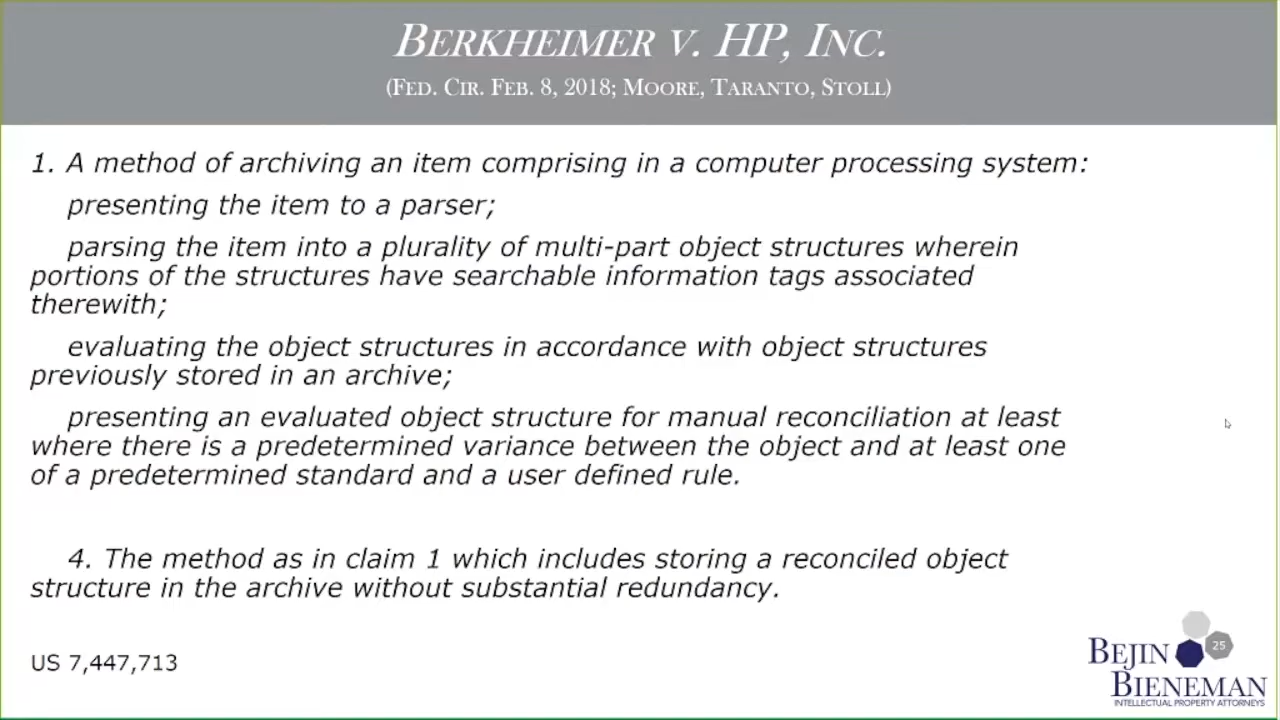 BERKHEIMER V. HP, INC.
(FED. CIR. FEB. 8, 2018; MOORE, TARANTO, STOLL)
1. A method of archiving an item comprising in a computer processing system:
presenting the item to a parser;
parsing the item into a plurality of multi-part object structures wherein
portions of the structures have searchable information tags associated
therewith;
evaluating the object structures in accordance with object structures
previously stored in an archive;
presenting an evaluated object structure for manual reconciliation at least
where there is a predetermined variance between the object and at least one
of a predetermined standard and a user defined rule.
4. The method as in claim 1 which includes storing a reconciled object
structure in the archive without substantial redundancy.
US 7,447,713
25
BEJIN
BIENEMAN
INTELLECTUAL PROPERTY ATTORNEYS